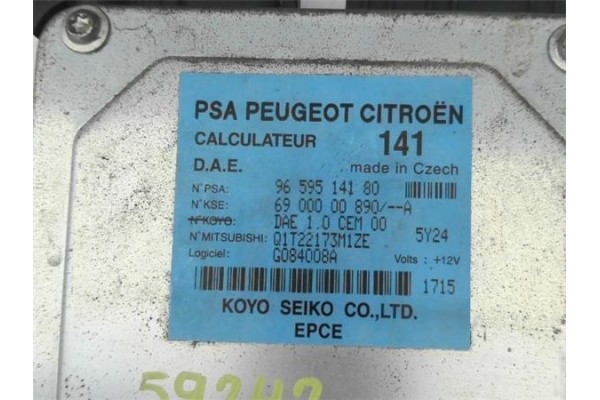 PSA PEUGEOT CITROËN
CALCULATEUR 141
D.A.E. made in Czech
N°PSA: 96 595 141 80
N°KSE: 69 000 00 890/--A
N°KOYO: DAE 1.0 CEM 00
N°MITSUBISHI: Q1T22173M1ZE 5Y24
Logiciel: G084008A Volts : +12V
1715
KOYO SEIKO CO.,LTD.
EPCE
59242